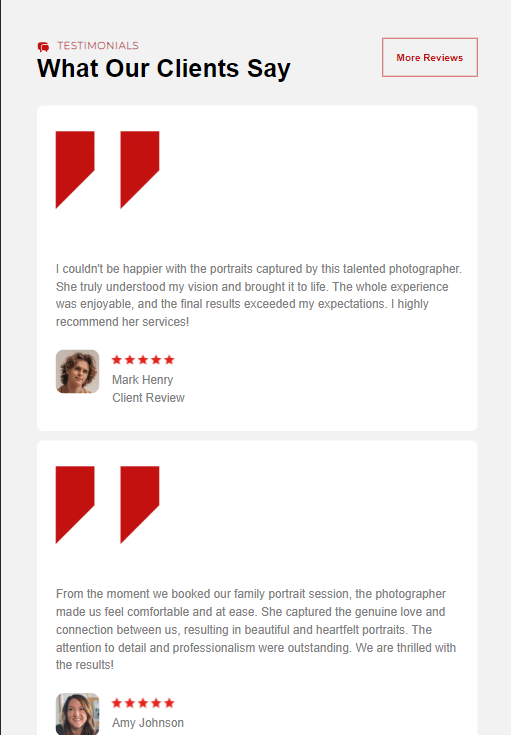 TESTIMONIALS
What Our Clients Say
More Reviews
I couldn't be happier with the portraits captured by this talented photographer.
She truly understood my vision and brought it to life. The whole experience
was enjoyable, and the final results exceeded my expectations. I highly
recommend her services!
Mark Henry
Client Review
From the moment we booked our family portrait session, the photographer
made us feel comfortable and at ease. She captured the genuine love and
connection between us, resulting in beautiful and heartfelt portraits. The
attention to detail and professionalism were outstanding. We are thrilled with
the results!
Amy Johnson